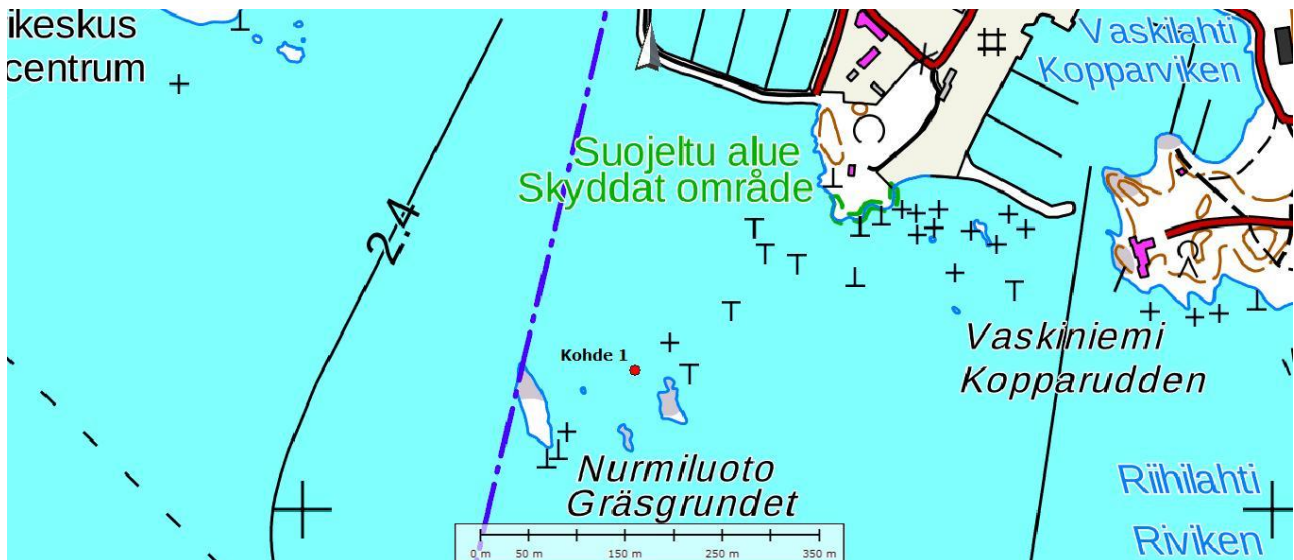 ikeskus
centrum
Vaskilahti
Kopparviken
Suojeltu alue
Skyddat område
2.4
Kohde 1
Vaskiniemi
Kopparudden
Nurmiluoto
Gräsgrundet
Riihilahti
Riviken
0 m 50 m 150 m 250 m 350 m